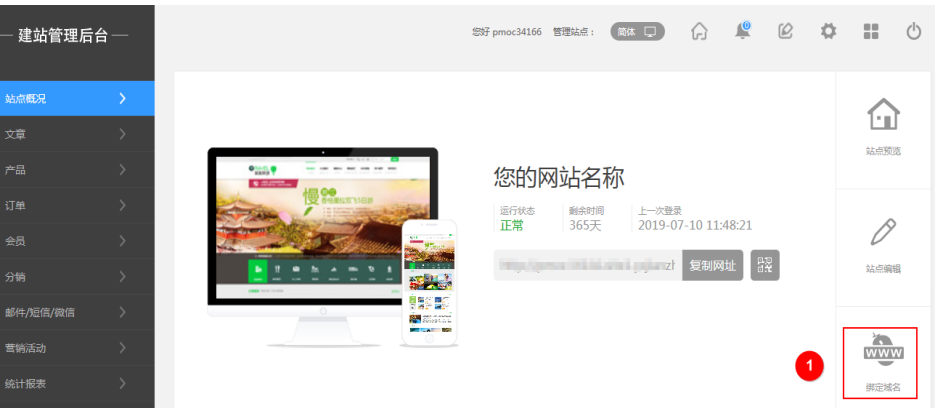 建站管理后台
您好 pmoc34166 管理站点： 简体
站点概况
文章
产品
订单
会员
分销
邮件/短信/微信
营销活动
统计报表
您的网站名称
运行状态 剩余时间 上一次登录
正常 365天 2019-07-10 11:48:21
复制网址
站点预览
站点编辑
1
WWW
绑定域名